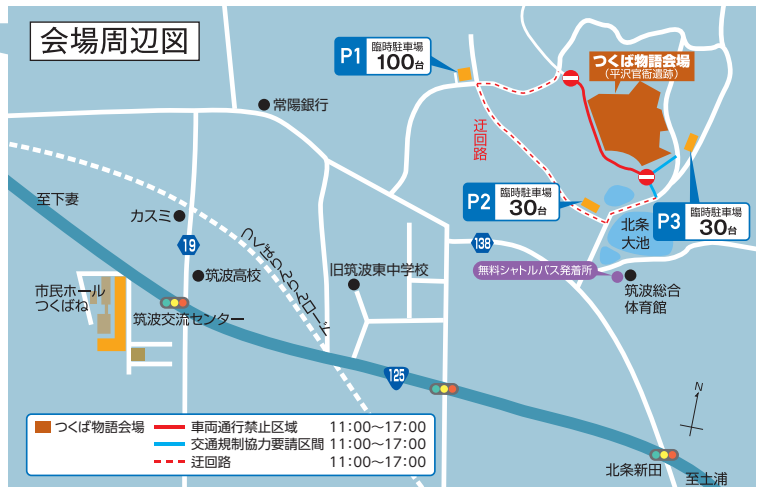 会場周辺図
P1
臨時駐車場
100台
つくば物語会場
(平沢官衙遺跡)
常陽銀行
迂回路
至下妻
カスミ
19
P2
臨時駐車場
30台
P3
臨時駐車場
30台
北条
大池
138
つくばりんりんロード
旧筑波東中学校
無料シャトルバス発着所
筑波高校
筑波総合
体育館
市民ホール
つくばね
筑波交流センター
125
N
つくば物語会場
車両通行禁止区域 11:00〜17:00
交通規制協力要請区間 11:00〜17:00
迂回路 11:00〜17:00
北条新田
至土浦